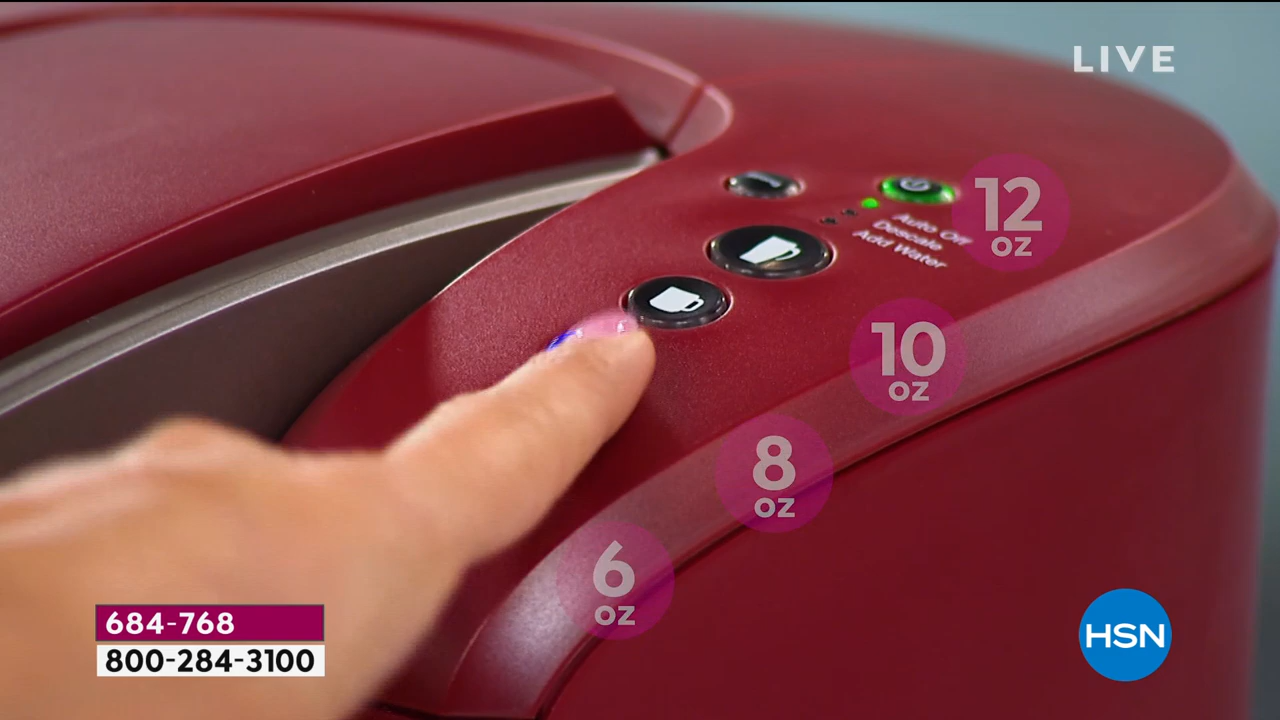 LIVE
12
OZ
Auto Off
Descale
Add Water
10
OZ
8
OZ
6
OZ
684-768
800-284-3100
HSN